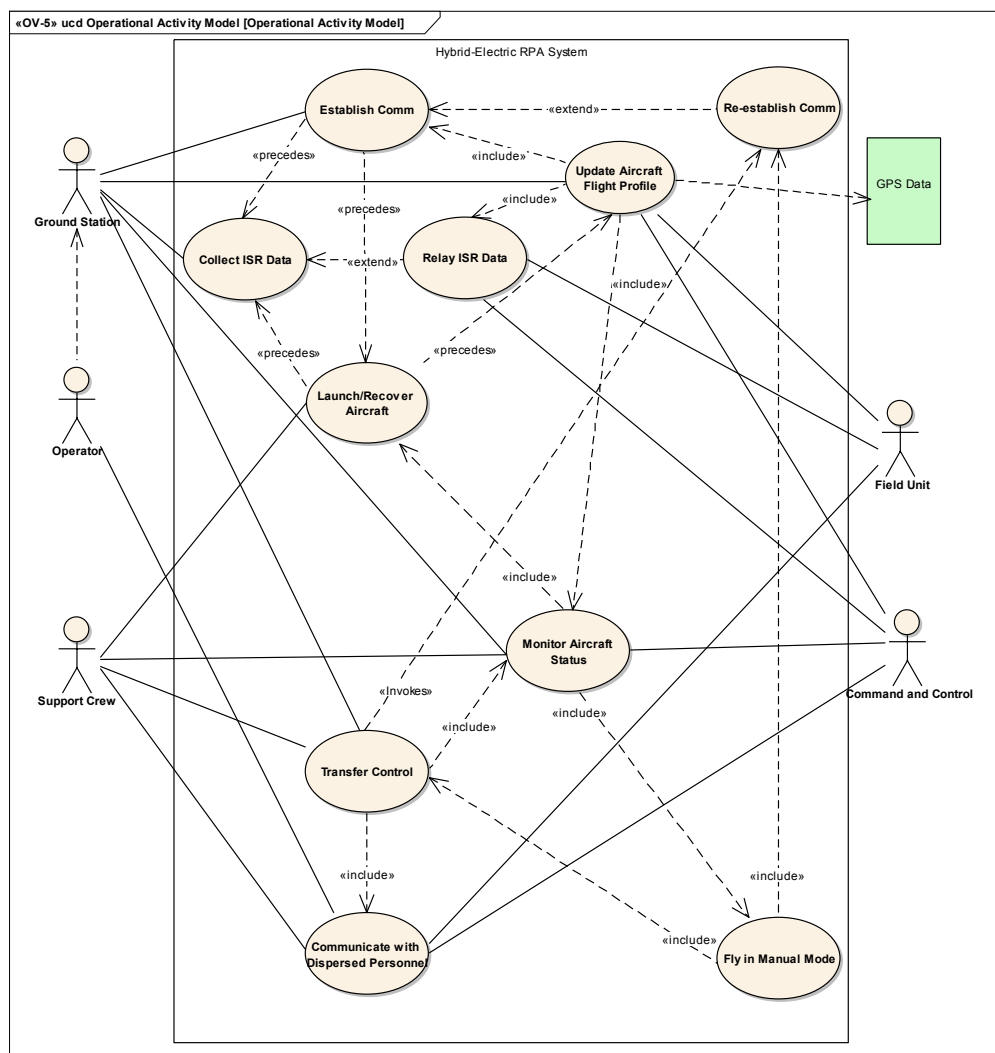 «OV-5» ucd Operational Activity Model [Operational Activity Model]
Hybrid-Electric RPA System
Establish Comm
«extend»
Re-establish Comm
«precedes»
«include»
Update Aircraft
Flight Profile
GPS Data
«include»
«precedes»
Ground Station
Collect ISR Data
«extend»
Relay ISR Data
«include»
«precedes»
«precedes»
Launch/Recover
Aircraft
Operator
Field Unit
«include»
Monitor Aircraft
Status
Support Crew
«Invokes»
Command and Control
«include»
«include»
Transfer Control
«include»
«include»
«include»
Communicate with
Dispersed Personnel
Fly in Manual Mode